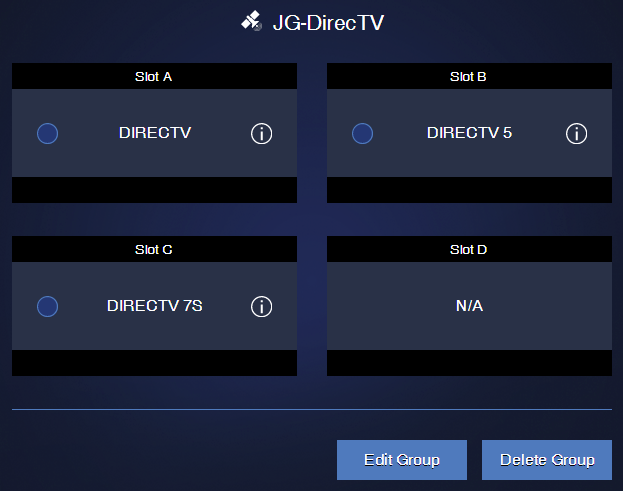 JG-DirecTV
Slot A
DIRECTV
Slot B
DIRECTV 5
Slot C
DIRECTV 7S
Slot D
N/A
Edit Group
Delete Group